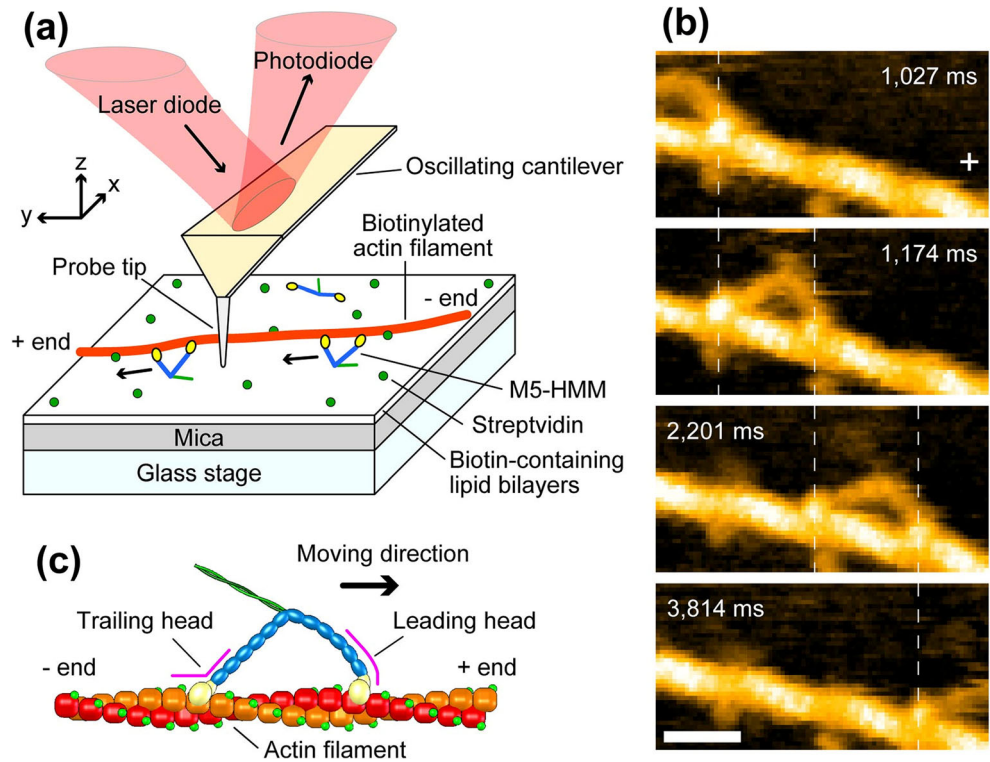 (a)
Photodiode
Laser diode
z
x
y
Oscillating cantilever
Biotinylated
actin filament
Probe tip
- end
+ end
M5-HMM
Streptvidin
Mica
Glass stage
Biotin-containing
lipid bilayers
(b)
1,027 ms
+
1,174 ms
2,201 ms
3,814 ms
(c)
Moving direction
Trailing head
Leading head
- end
+ end
Actin filament